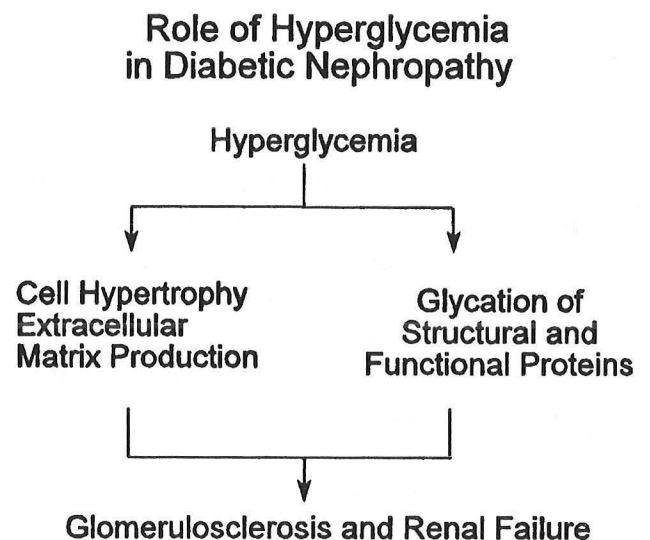 Role of Hyperglycemia
in Diabetic Nephropathy
Hyperglycemia
Cell Hypertrophy
Extracellular
Matrix Production
Glycation of
Structural and
Functional Proteins
Glomerulosclerosis and Renal Failure